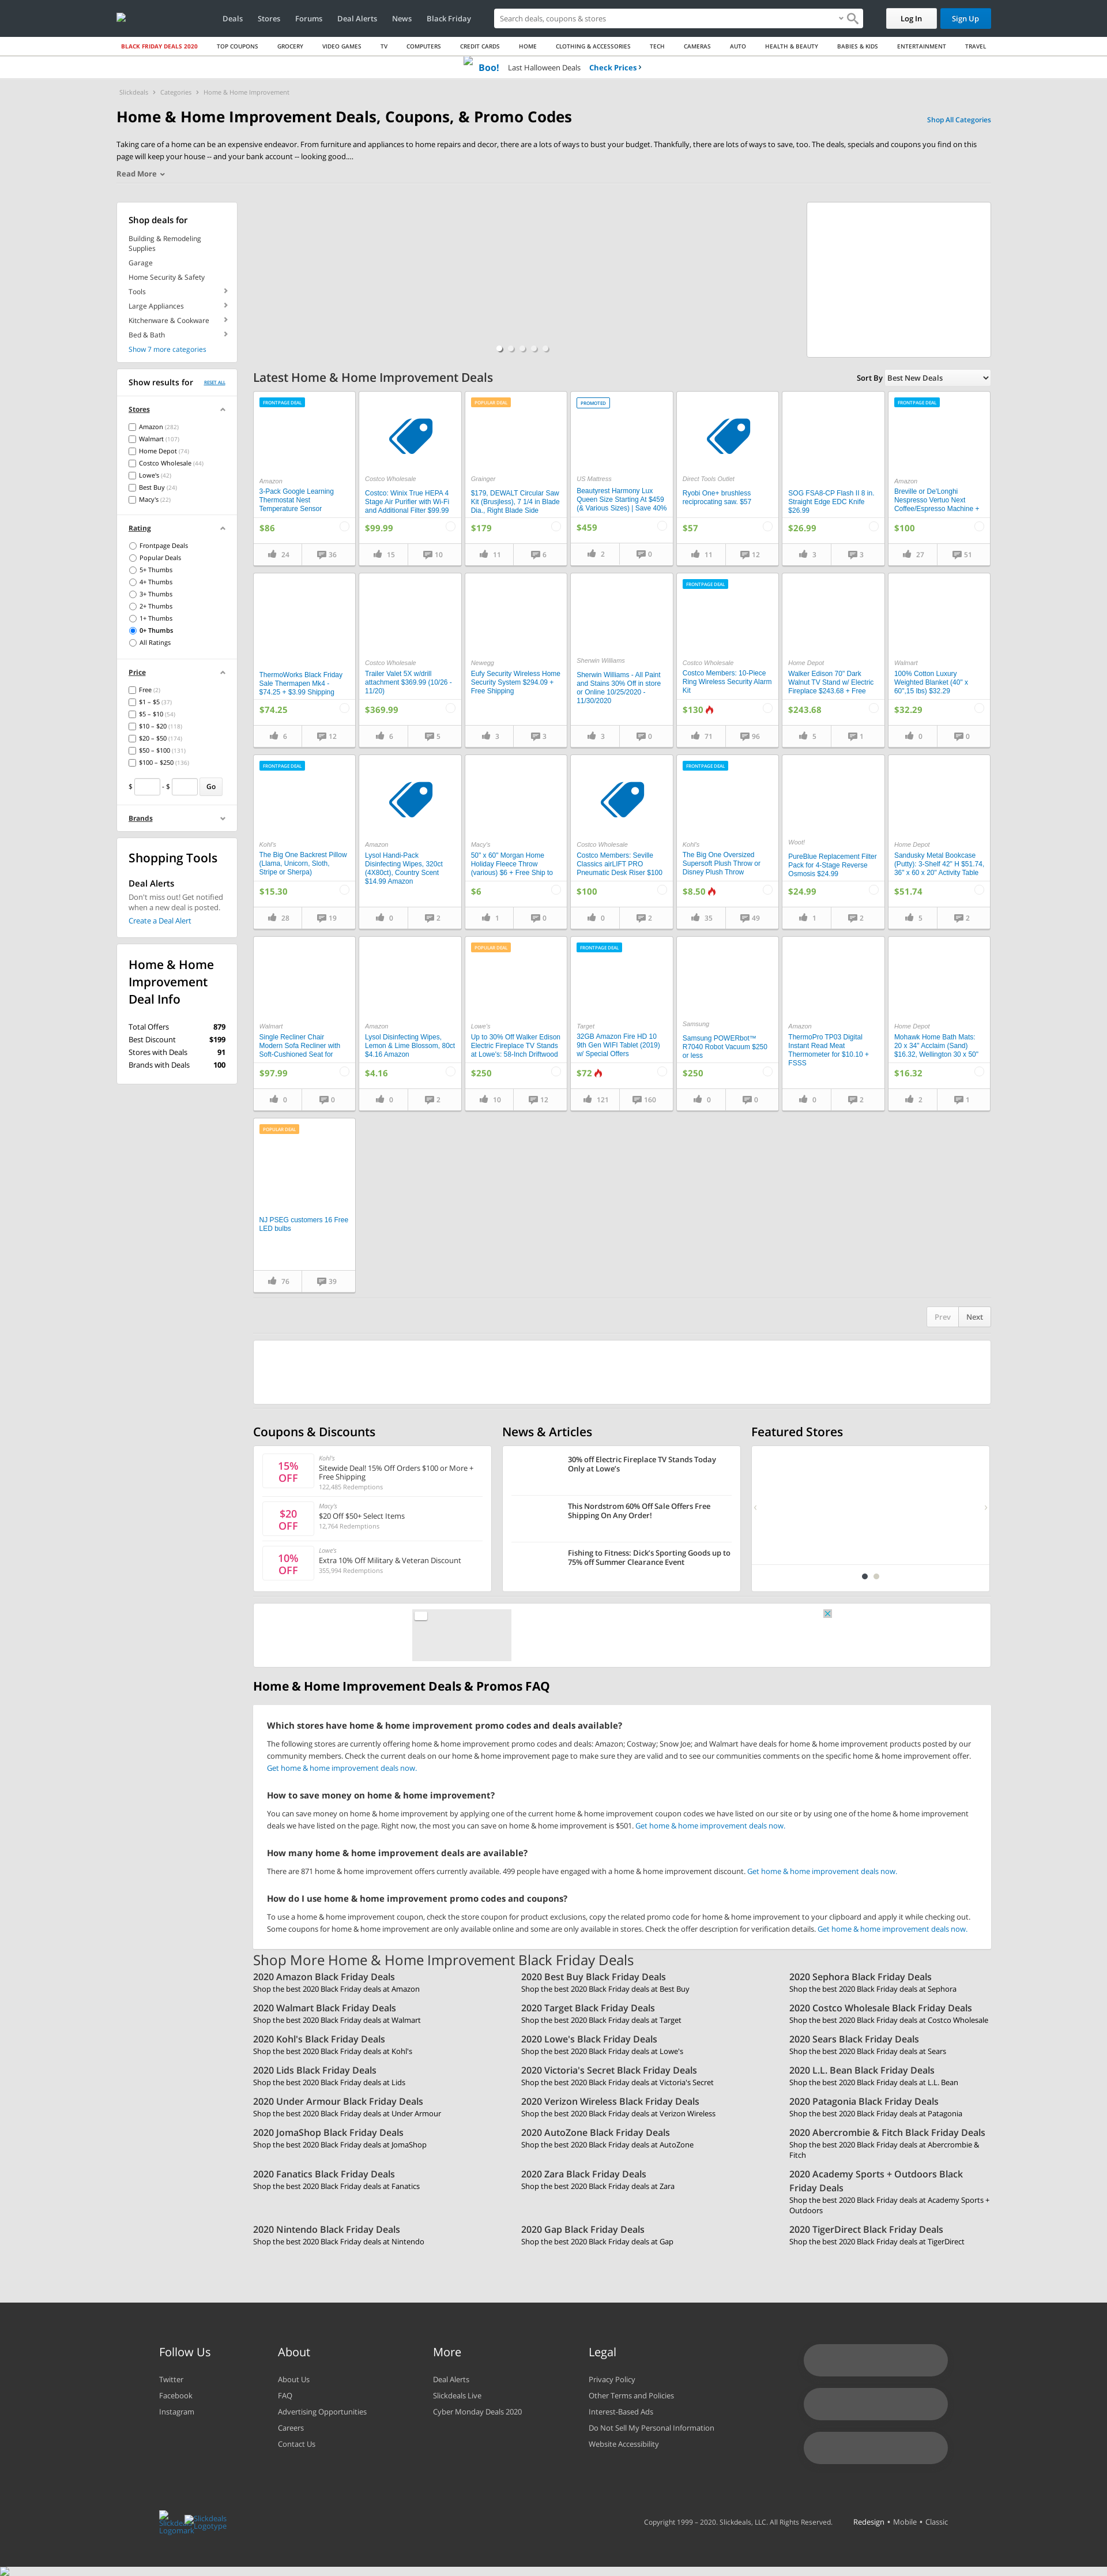 Deals Stores Forums Deal Alerts News Black Friday Search deals, coupons & stores Log In Sign Up
BLACK FRIDAY DEALS 2020 TOP COUPONS GROCERY VIDEO GAMES TV COMPUTERS CREDIT CARDS HOME CLOTHING & ACCESSORIES TECH CAMERAS AUTO HEALTH & BEAUTY BABIES & KIDS ENTERTAINMENT TRAVEL
Boo! Last Halloween Deals Check Prices
Slickdeals Categories Home & Home Improvement
Home & Home Improvement Deals, Coupons, & Promo Codes
Shop All Categories
Taking care of a home can be an expensive endeavor. From furniture and appliances to home repairs and decor, there are a lot of ways to bust your budget. Thankfully, there are lots of ways to save, too. The deals, specials and coupons you find on this
page will keep your house -- and your bank account -- looking good....
Read More
Shop deals for
Building & Remodeling
Supplies
Garage
Home Security & Safety
Tools
Large Appliances
Kitchenware & Cookware
Bed & Bath
Show 7 more categories
Show results for RESET ALL
Stores
Amazon (282)
Walmart (107)
Home Depot (74)
Costco Wholesale (44)
Lowe's (42)
Best Buy (24)
Macy's (22)
Rating
Frontpage Deals
Popular Deals
5+ Thumbs
4+ Thumbs
3+ Thumbs
2+ Thumbs
1+ Thumbs
0+ Thumbs
All Ratings
Price
Free (2)
$1 – $5 (37)
$5 – $10 (54)
$10 – $20 (118)
$20 – $50 (174)
$50 – $100 (131)
$100 – $250 (136)
$ - $ Go
Brands
Shopping Tools
Deal Alerts
Don't miss out! Get notified
when a new deal is posted.
Create a Deal Alert
Home & Home
Improvement
Deal Info
Total Offers 879
Best Discount $199
Stores with Deals 91
Brands with Deals 100
Latest Home & Home Improvement Deals
Sort By Best New Deals
FRONTPAGE DEAL
Amazon
3-Pack Google Learning
Thermostat Nest
Temperature Sensor
$86
24 36
Costco Wholesale
Costco: Winix True HEPA 4
Stage Air Purifier with Wi-Fi
and Additional Filter $99.99
$99.99
15 10
POPULAR DEAL
Grainger
$179, DEWALT Circular Saw
Kit (Brusjless), 7 1/4 in Blade
Dia., Right Blade Side
$179
11 6
PROMOTED
US Mattress
Beautyrest Harmony Lux
Queen Size Starting At $459
(& Various Sizes) | Save 40%
$459
2 0
Direct Tools Outlet
Ryobi One+ brushless
reciprocating saw. $57
$57
11 12
SOG FSA8-CP Flash II 8 in.
Straight Edge EDC Knife
$26.99
$26.99
3 3
FRONTPAGE DEAL
Amazon
Breville or De'Longhi
Nespresso Vertuo Next
Coffee/Espresso Machine +
$100
27 51
ThermoWorks Black Friday
Sale Thermapen Mk4 -
$74.25 + $3.99 Shipping
$74.25
6 12
Costco Wholesale
Trailer Valet 5X w/drill
attachment $369.99 (10/26 -
11/20)
$369.99
6 5
Newegg
Eufy Security Wireless Home
Security System $294.09 +
Free Shipping
3 3
Sherwin Williams
Sherwin Williams - All Paint
and Stains 30% Off in store
or Online 10/25/2020 -
11/30/2020
3 0
FRONTPAGE DEAL
Costco Wholesale
Costco Members: 10-Piece
Ring Wireless Security Alarm
Kit
$130
71 96
Home Depot
Walker Edison 70" Dark
Walnut TV Stand w/ Electric
Fireplace $243.68 + Free
$243.68
5 1
Walmart
100% Cotton Luxury
Weighted Blanket (40" x
60",15 lbs) $32.29
$32.29
0 0
FRONTPAGE DEAL
Kohl's
The Big One Backrest Pillow
(Llama, Unicorn, Sloth,
Stripe or Sherpa)
$15.30
28 19
Amazon
Lysol Handi-Pack
Disinfecting Wipes, 320ct
(4X80ct), Country Scent
$14.99 Amazon
0 2
Macy's
50" x 60" Morgan Home
Holiday Fleece Throw
(various) $6 + Free Ship to
$6
1 0
Costco Wholesale
Costco Members: Seville
Classics airLIFT PRO
Pneumatic Desk Riser $100
$100
0 2
FRONTPAGE DEAL
Kohl's
The Big One Oversized
Supersoft Plush Throw or
Disney Plush Throw
$8.50
35 49
Woot!
PureBlue Replacement Filter
Pack for 4-Stage Reverse
Osmosis $24.99
$24.99
1 2
Home Depot
Sandusky Metal Bookcase
(Putty): 3-Shelf 42" H $51.74,
36" x 60 x 20" Activity Table
$51.74
5 2
Walmart
Single Recliner Chair
Modern Sofa Recliner with
Soft-Cushioned Seat for
$97.99
0 0
Amazon
Lysol Disinfecting Wipes,
Lemon & Lime Blossom, 80ct
$4.16 Amazon
$4.16
0 2
POPULAR DEAL
Lowe's
Up to 30% Off Walker Edison
Electric Fireplace TV Stands
at Lowe's: 58-Inch Driftwood
$250
10 12
FRONTPAGE DEAL
Target
32GB Amazon Fire HD 10
9th Gen WIFI Tablet (2019)
w/ Special Offers
$72
121 160
Samsung
Samsung POWERbot™
R7040 Robot Vacuum $250
or less
$250
0 0
Amazon
ThermoPro TP03 Digital
Instant Read Meat
Thermometer for $10.10 +
FSSS
0 2
Home Depot
Mohawk Home Bath Mats:
20 x 34" Acclaim (Sand)
$16.32, Wellington 30 x 50"
$16.32
2 1
POPULAR DEAL
NJ PSEG customers 16 Free
LED bulbs
76 39
Prev Next
Coupons & Discounts
15%
OFF
Kohl's
Sitewide Deal! 15% Off Orders $100 or More +
Free Shipping
122,485 Redemptions
$20
OFF
Macy's
$20 Off $50+ Select Items
12,764 Redemptions
10%
OFF
Lowe's
Extra 10% Off Military & Veteran Discount
355,994 Redemptions
News & Articles
30% off Electric Fireplace TV Stands Today
Only at Lowe's
This Nordstrom 60% Off Sale Offers Free
Shipping On Any Order!
Fishing to Fitness: Dick's Sporting Goods up to
75% off Summer Clearance Event
Featured Stores
Home & Home Improvement Deals & Promos FAQ
Which stores have home & home improvement promo codes and deals available?
The following stores are currently offering home & home improvement promo codes and deals: Amazon; Costway; Snow Joe; and Walmart have deals for home & home improvement products posted by our
community members. Check the current deals on our home & home improvement page to make sure they are valid and to see our communities comments on the specific home & home improvement offer.
Get home & home improvement deals now.
How to save money on home & home improvement?
You can save money on home & home improvement by applying one of the current home & home improvement coupon codes we have listed on our site or by using one of the home & home improvement
deals we have listed on the page. Right now, the most you can save on home & home improvement is $501. Get home & home improvement deals now.
How many home & home improvement deals are available?
There are 871 home & home improvement offers currently available. 499 people have engaged with a home & home improvement discount. Get home & home improvement deals now.
How do I use home & home improvement promo codes and coupons?
To use a home & home improvement coupon, check the store coupon for product exclusions, copy the related promo code for home & home improvement to your clipboard and apply it while checking out.
Some coupons for home & home improvement are only available online and some are only available in stores. Check the offer description for verification details. Get home & home improvement deals now.
Shop More Home & Home Improvement Black Friday Deals
2020 Amazon Black Friday Deals
Shop the best 2020 Black Friday deals at Amazon
2020 Best Buy Black Friday Deals
Shop the best 2020 Black Friday deals at Best Buy
2020 Sephora Black Friday Deals
Shop the best 2020 Black Friday deals at Sephora
2020 Walmart Black Friday Deals
Shop the best 2020 Black Friday deals at Walmart
2020 Target Black Friday Deals
Shop the best 2020 Black Friday deals at Target
2020 Costco Wholesale Black Friday Deals
Shop the best 2020 Black Friday deals at Costco Wholesale
2020 Kohl's Black Friday Deals
Shop the best 2020 Black Friday deals at Kohl's
2020 Lowe's Black Friday Deals
Shop the best 2020 Black Friday deals at Lowe's
2020 Sears Black Friday Deals
Shop the best 2020 Black Friday deals at Sears
2020 Lids Black Friday Deals
Shop the best 2020 Black Friday deals at Lids
2020 Victoria's Secret Black Friday Deals
Shop the best 2020 Black Friday deals at Victoria's Secret
2020 L.L. Bean Black Friday Deals
Shop the best 2020 Black Friday deals at L.L. Bean
2020 Under Armour Black Friday Deals
Shop the best 2020 Black Friday deals at Under Armour
2020 Verizon Wireless Black Friday Deals
Shop the best 2020 Black Friday deals at Verizon Wireless
2020 Patagonia Black Friday Deals
Shop the best 2020 Black Friday deals at Patagonia
2020 JomaShop Black Friday Deals
Shop the best 2020 Black Friday deals at JomaShop
2020 AutoZone Black Friday Deals
Shop the best 2020 Black Friday deals at AutoZone
2020 Abercrombie & Fitch Black Friday Deals
Shop the best 2020 Black Friday deals at Abercrombie &
Fitch
2020 Fanatics Black Friday Deals
Shop the best 2020 Black Friday deals at Fanatics
2020 Zara Black Friday Deals
Shop the best 2020 Black Friday deals at Zara
2020 Academy Sports + Outdoors Black
Friday Deals
Shop the best 2020 Black Friday deals at Academy Sports +
Outdoors
2020 Nintendo Black Friday Deals
Shop the best 2020 Black Friday deals at Nintendo
2020 Gap Black Friday Deals
Shop the best 2020 Black Friday deals at Gap
2020 TigerDirect Black Friday Deals
Shop the best 2020 Black Friday deals at TigerDirect
Follow Us
Twitter
Facebook
Instagram
About
About Us
FAQ
Advertising Opportunities
Careers
Contact Us
More
Deal Alerts
Slickdeals Live
Cyber Monday Deals 2020
Legal
Privacy Policy
Other Terms and Policies
Interest-Based Ads
Do Not Sell My Personal Information
Website Accessibility
Slickdeals
Logomark
Slickdeals
Logotype
Copyright 1999 – 2020. Slickdeals, LLC. All Rights Reserved. Redesign • Mobile • Classic